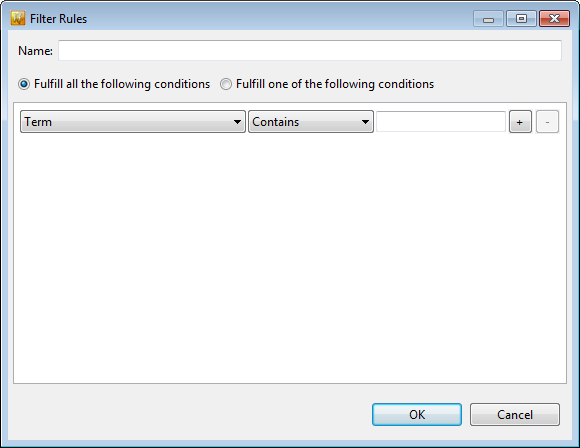 Filter Rules
Name:
Fulfill all the following conditions Fulfill one of the following conditions
Term Contains + -
OK Cancel